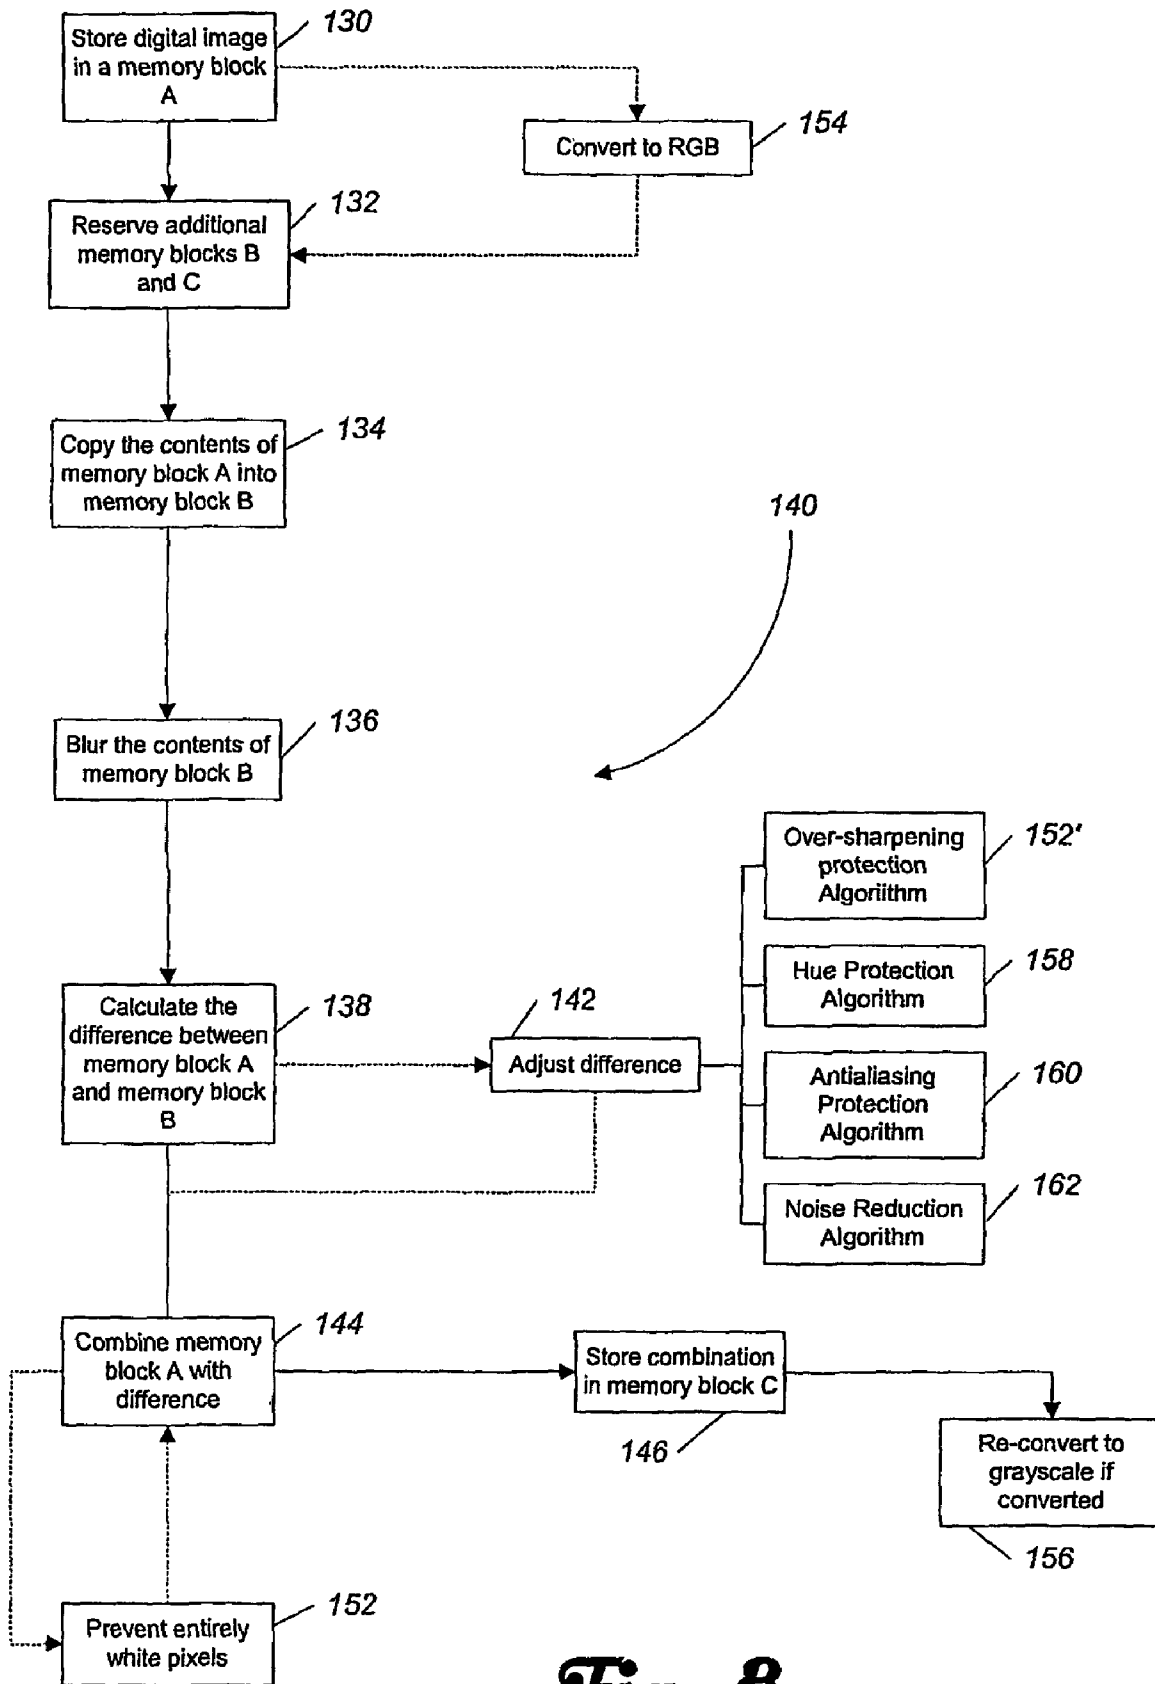 Store digital image
in a memory block
A
130
Convert to RGB
154
Reserve additional
memory blocks B
and C
132
Copy the contents of
memory block A into
memory block B
134
140
Blur the contents of
memory block B
136
Over-sharpening
protection
Algoriithm
152'
Hue Protection
Algorithm
158
Calculate the
difference between
memory block A
and memory block
B
138
142
Adjust difference
Antialiasing
Protection
Algorithm
160
Noise Reduction
Algorithm
162
Combine memory
block A with
difference
144
Store combination
in memory block C
146
Re-convert to
grayscale if
converted
156
Prevent entirely
white pixels
152
Fig. 8